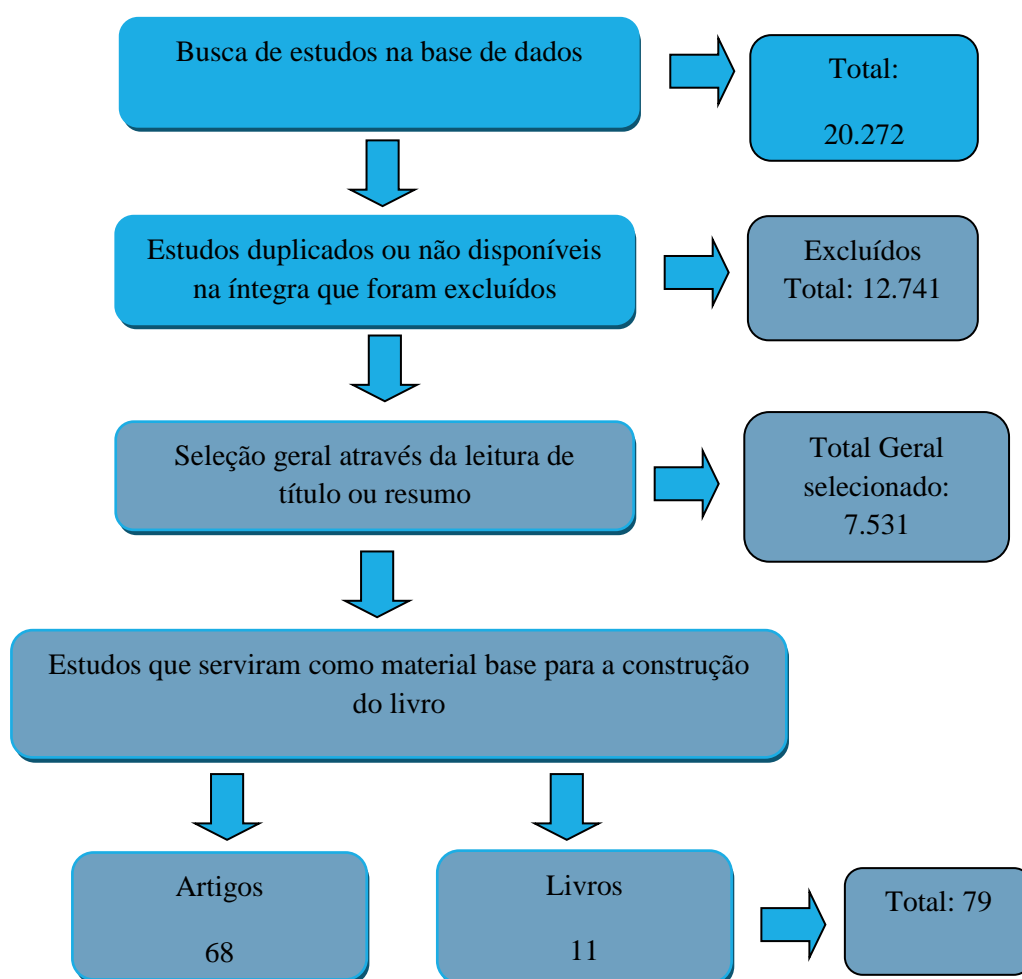 Busca de estudos na base de dados
Total:
20.272
Estudos duplicados ou não disponíveis
na íntegra que foram excluídos
Excluídos
Total: 12.741
Seleção geral através da leitura de
título ou resumo
Total Geral
selecionado:
7.531
Estudos que serviram como material base para a construção
do livro
Artigos
68
Livros
11
Total: 79